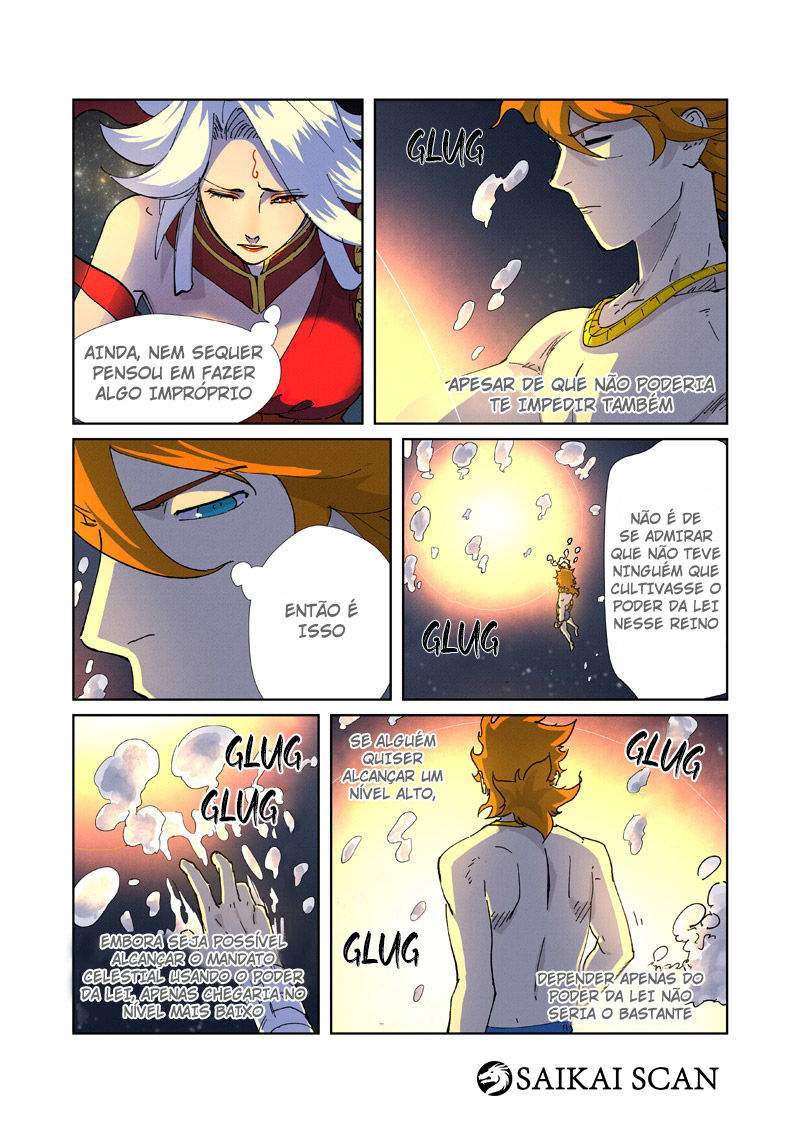 AINDA, NEM SEQUER
PENSOU EM FAZER
ALGO IMPRÓPRIO
GLUG
APESAR DE QUE NÃO PODERIA
TE IMPEDIR TAMBÉM
ENTÃO É
ISSO
NÃO É DE
SE ADMIRAR
QUE NÃO TEVE
NINGUÉM QUE
CULTIVASSE O
PODER DA LEI
NESSE REINO
GLUG
GLUG
GLUG
EMBORÁ SEJÁ POSSÍVEL
ALCANÇAR O MANDATO
CELESTIAL USANDO O PODER
DA LEI, APENAS CHEGARIA NO
NÍVEL MAIS BAIXO
SE ALGUÉM
QUISER
ALCANÇAR UM
NÍVEL ALTO,
GLUG
GLUG
DEPENDER APENAS DO
PODER DA LEI NÃO
SERIA O BASTANTE
SAIKAI SCAN